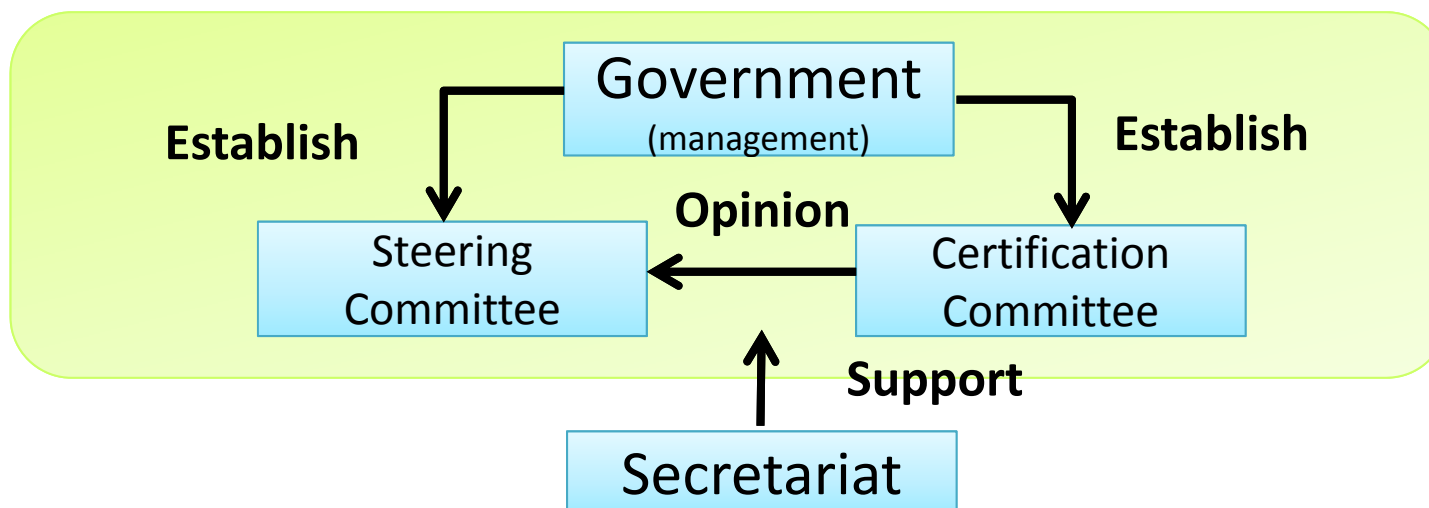 Government
(management)
Establish
Establish
Opinion
Steering
Committee
Certification
Committee
Support
Secretariat